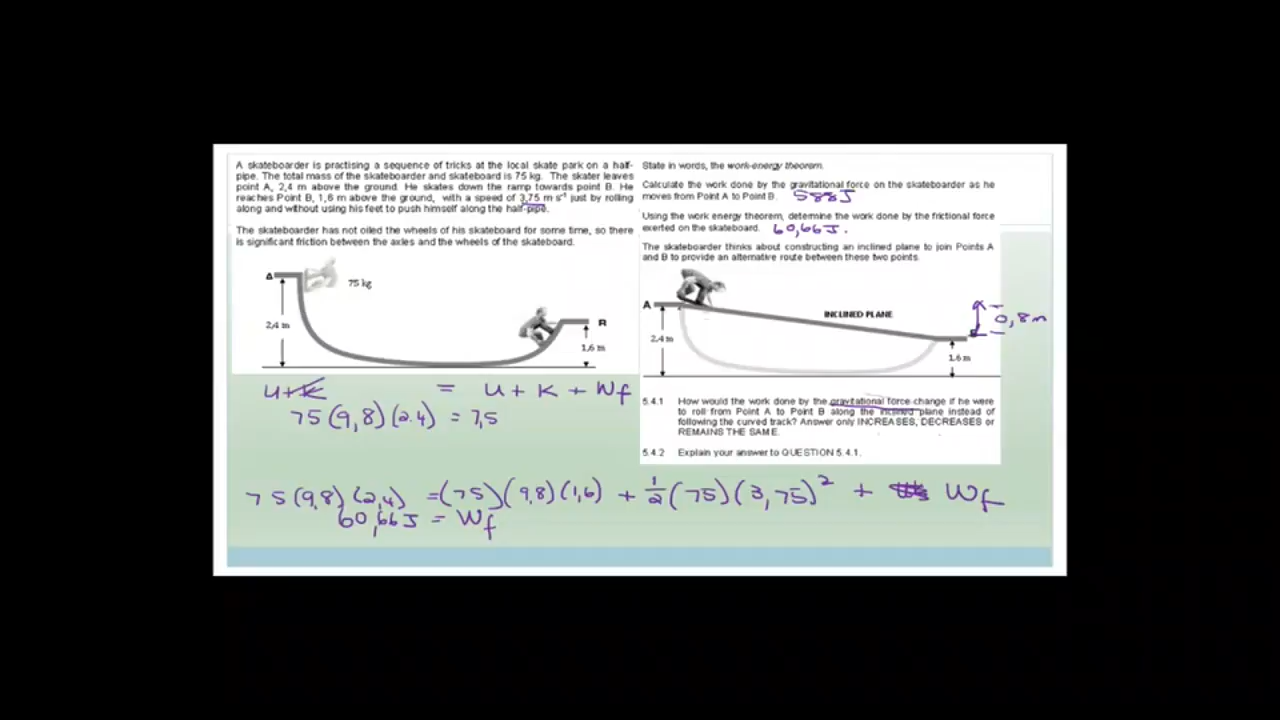 A skateboarder is practising a sequence of tricks at the local skate park on a half-
pipe. The total mass of the skateboarder and skateboard is 75 kg. The skater leaves
point A, 2,4 m above the ground. He skates down the ramp towards point B. He
reaches Point B, 1,6 m above the ground, with a speed of 3,75 m s⁻¹ just by rolling
along and without using his feet to push himself along the half-pipe.
The skateboarder has not oiled the wheels of his skateboard for some time, so there
is significant friction between the axles and the wheels of the skateboard.
A
75 kg
2,4 m
B
1,6 m
U+K = U + K + Wf
75(9,8)(2.4) = 7,5
State in words, the work-energy theorem.
Calculate the work done by the gravitational force on the skateboarder as he
moves from Point A to Point B. 588J
Using the work energy theorem, determine the work done by the frictional force
exerted on the skateboard. 60,66J.
The skateboarder thinks about constructing an inclined plane to join Points A
and B to provide an alternative route between these two points.
A
INCLINED PLANE
0,8m
2,4 m
1,6 m
5.4.1 How would the work done by the gravitational force change if he were
to roll from Point A to Point B along the inclined plane instead of
following the curved track? Answer only INCREASES, DECREASES or
REMAINS THE SAME.
5.4.2 Explain your answer to QUESTION 5.4.1.
75(9,8)(2,4) = (75)(9,8)(1,6) + ½(75)(3,75)² + Wf
60,66J = Wf